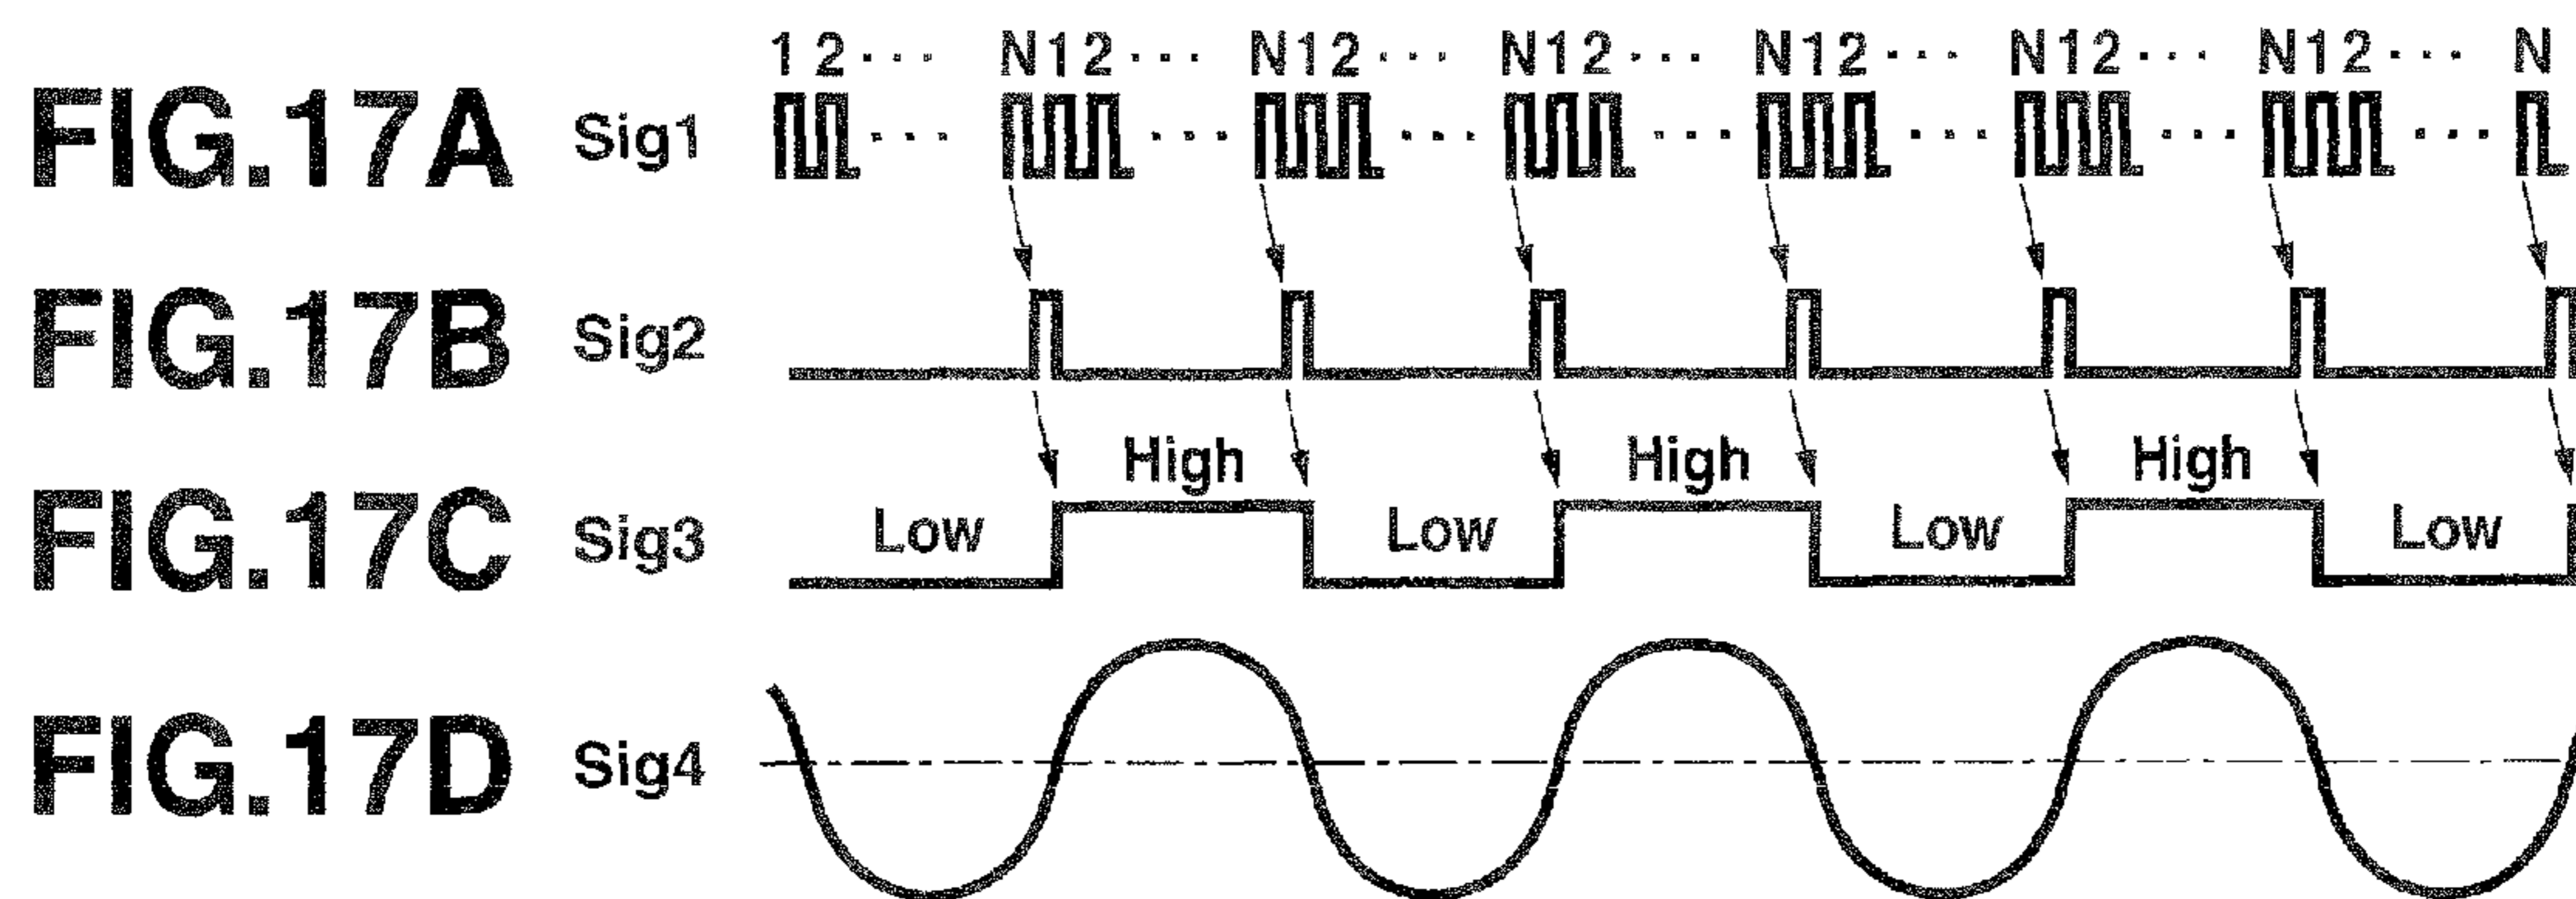 1 2 ... N 1 2 ... N 1 2 ... N 1 2 ... N 1 2 ... N 1 2 ... N 1 2 ... N
FIG.17A Sig1
FIG.17B Sig2
High High High
FIG.17C Sig3 Low Low Low Low
FIG.17D Sig4